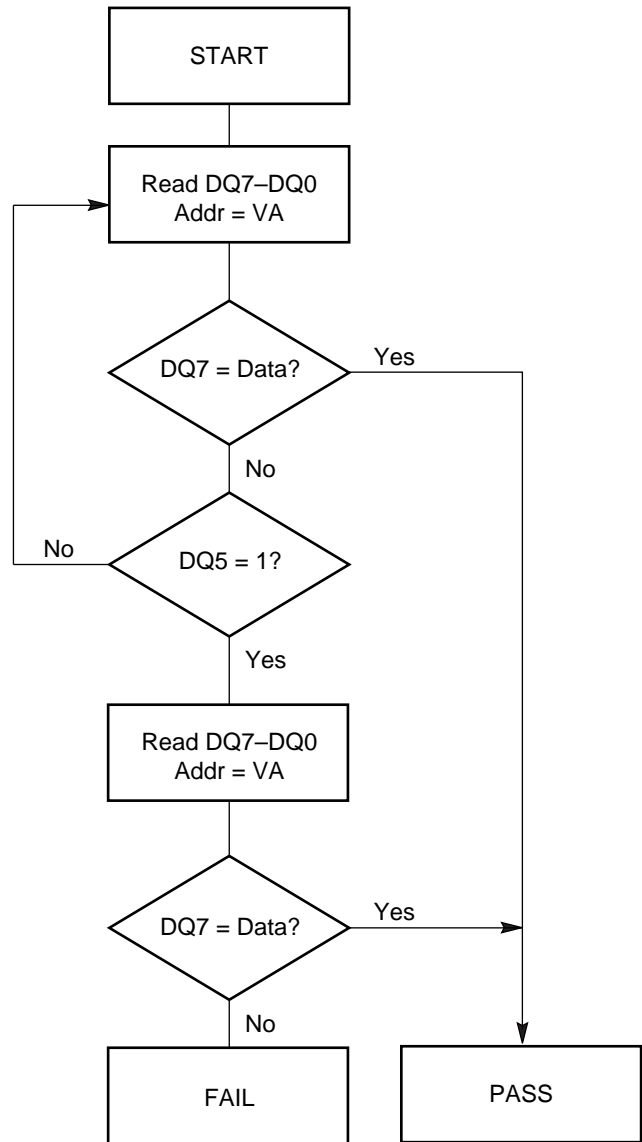 START
Read DQ7–DQ0
Addr = VA
DQ7 = Data?
Yes
No
DQ5 = 1?
No
Yes
Read DQ7–DQ0
Addr = VA
DQ7 = Data?
Yes
No
FAIL
PASS